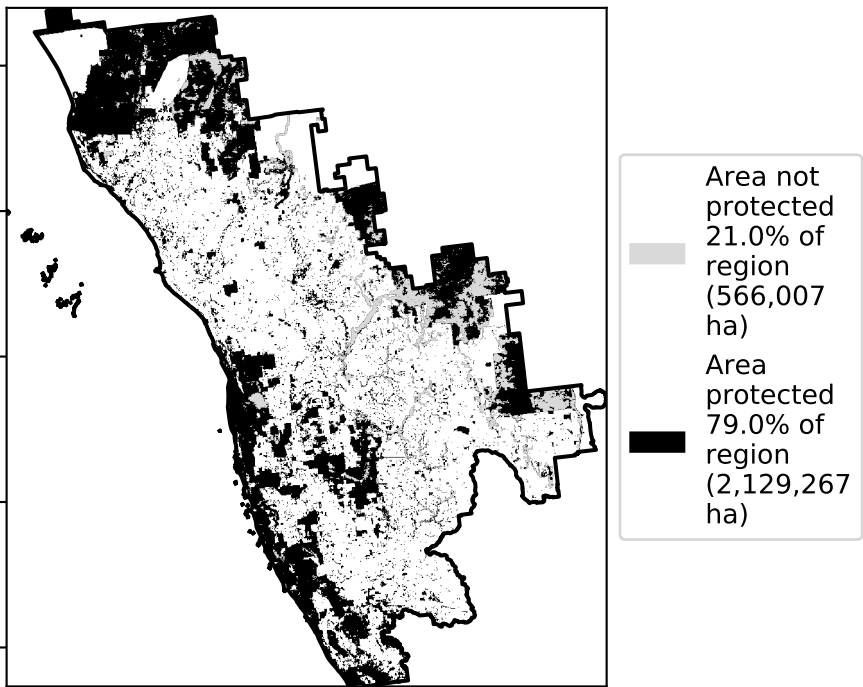 Area not
protected
21.0% of
region
(566,007
ha)
Area
protected
79.0% of
region
(2,129,267
ha)